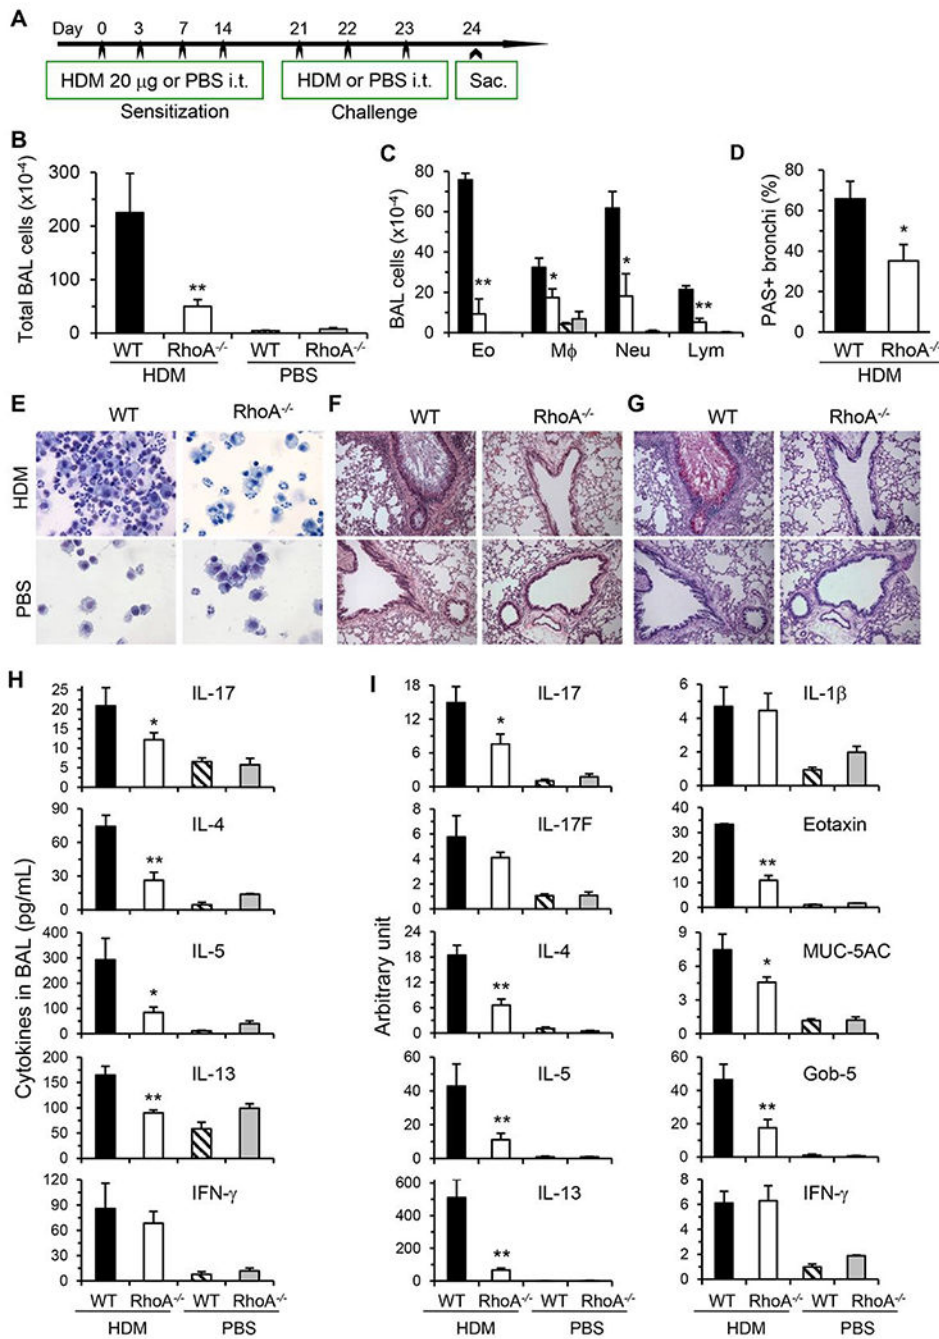 A
Day 0 3 7 14 21 22 23 24
HDM 20 µg or PBS i.t. HDM or PBS i.t. Sac.
Sensitization Challenge
B
Total BAL cells (x10⁻⁴)
300
200
100
0
**
WT RhoA⁻/⁻ WT RhoA⁻/⁻
HDM PBS
C
BAL cells (x10⁻⁴)
80
60
40
20
0
** * * **
Eo Mϕ Neu Lym
D
PAS+ bronchi (%)
80
60
40
20
0
*
WT RhoA⁻/⁻
HDM
E WT RhoA⁻/⁻ F WT RhoA⁻/⁻ G WT RhoA⁻/⁻
HDM
PBS
H
Cytokines in BAL (pg/mL)
IL-17
25
20
15
10
5
0
*
IL-4
90
60
30
0
**
IL-5
400
300
200
100
0
*
IL-13
200
150
100
50
0
**
IFN-γ
120
90
60
30
0
WT RhoA⁻/⁻ WT RhoA⁻/⁻
HDM PBS
I
Arbitrary unit
IL-17
18
12
6
0
*
IL-17F
8
6
4
2
0
IL-4
24
18
12
6
0
**
IL-5
60
40
20
0
**
IL-13
600
400
200
0
**
WT RhoA⁻/⁻ WT RhoA⁻/⁻
HDM PBS
IL-1β
6
4
2
0
Eotaxin
40
30
20
10
0
**
MUC-5AC
9
6
3
0
*
Gob-5
60
40
20
0
**
IFN-γ
8
6
4
2
0
WT RhoA⁻/⁻ WT RhoA⁻/⁻
HDM PBS